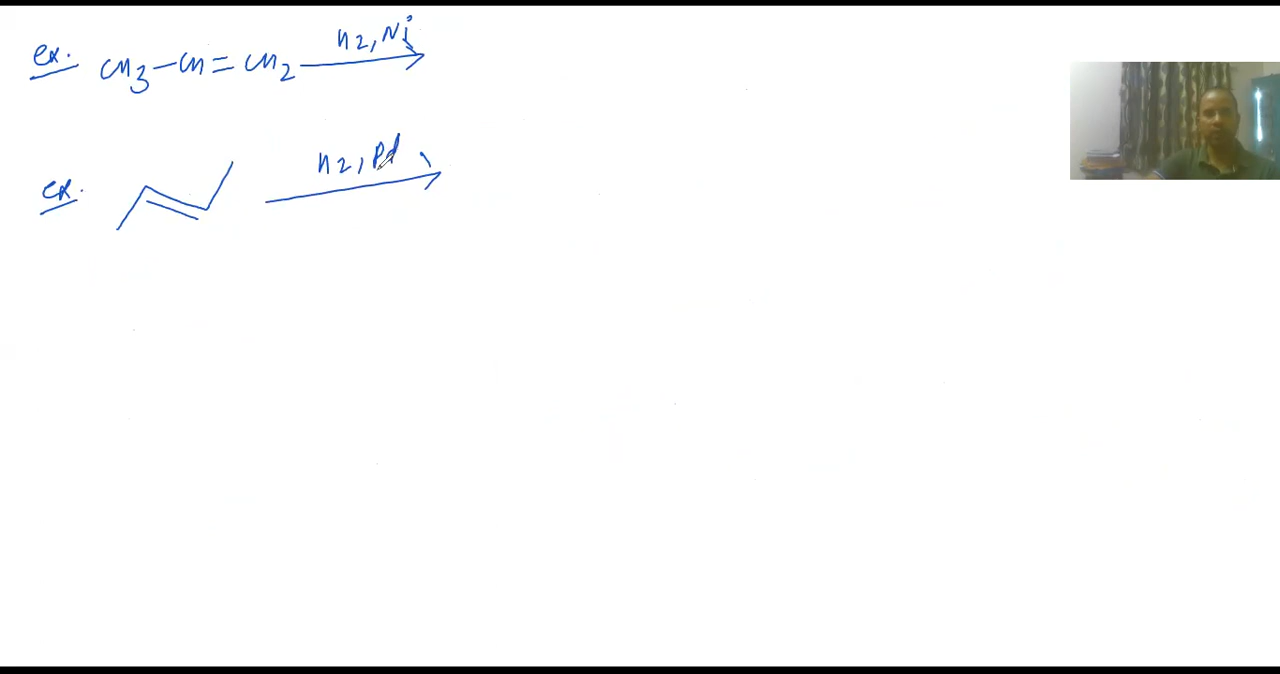 ex. CH3-CH=CH2 H2, Ni
ex. H2, Pd